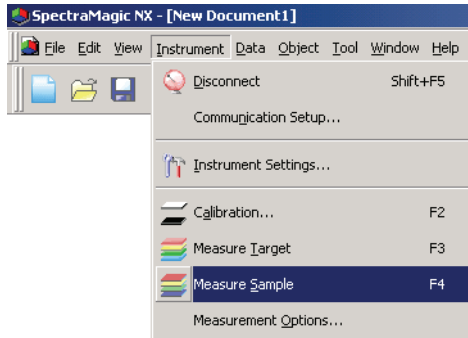 SpectraMagic NX - [New Document1]
File Edit View Instrument Data Object Tool Window Help
Disconnect Shift+F5
Communication Setup...
Instrument Settings...
Calibration... F2
Measure Target F3
Measure Sample F4
Measurement Options...